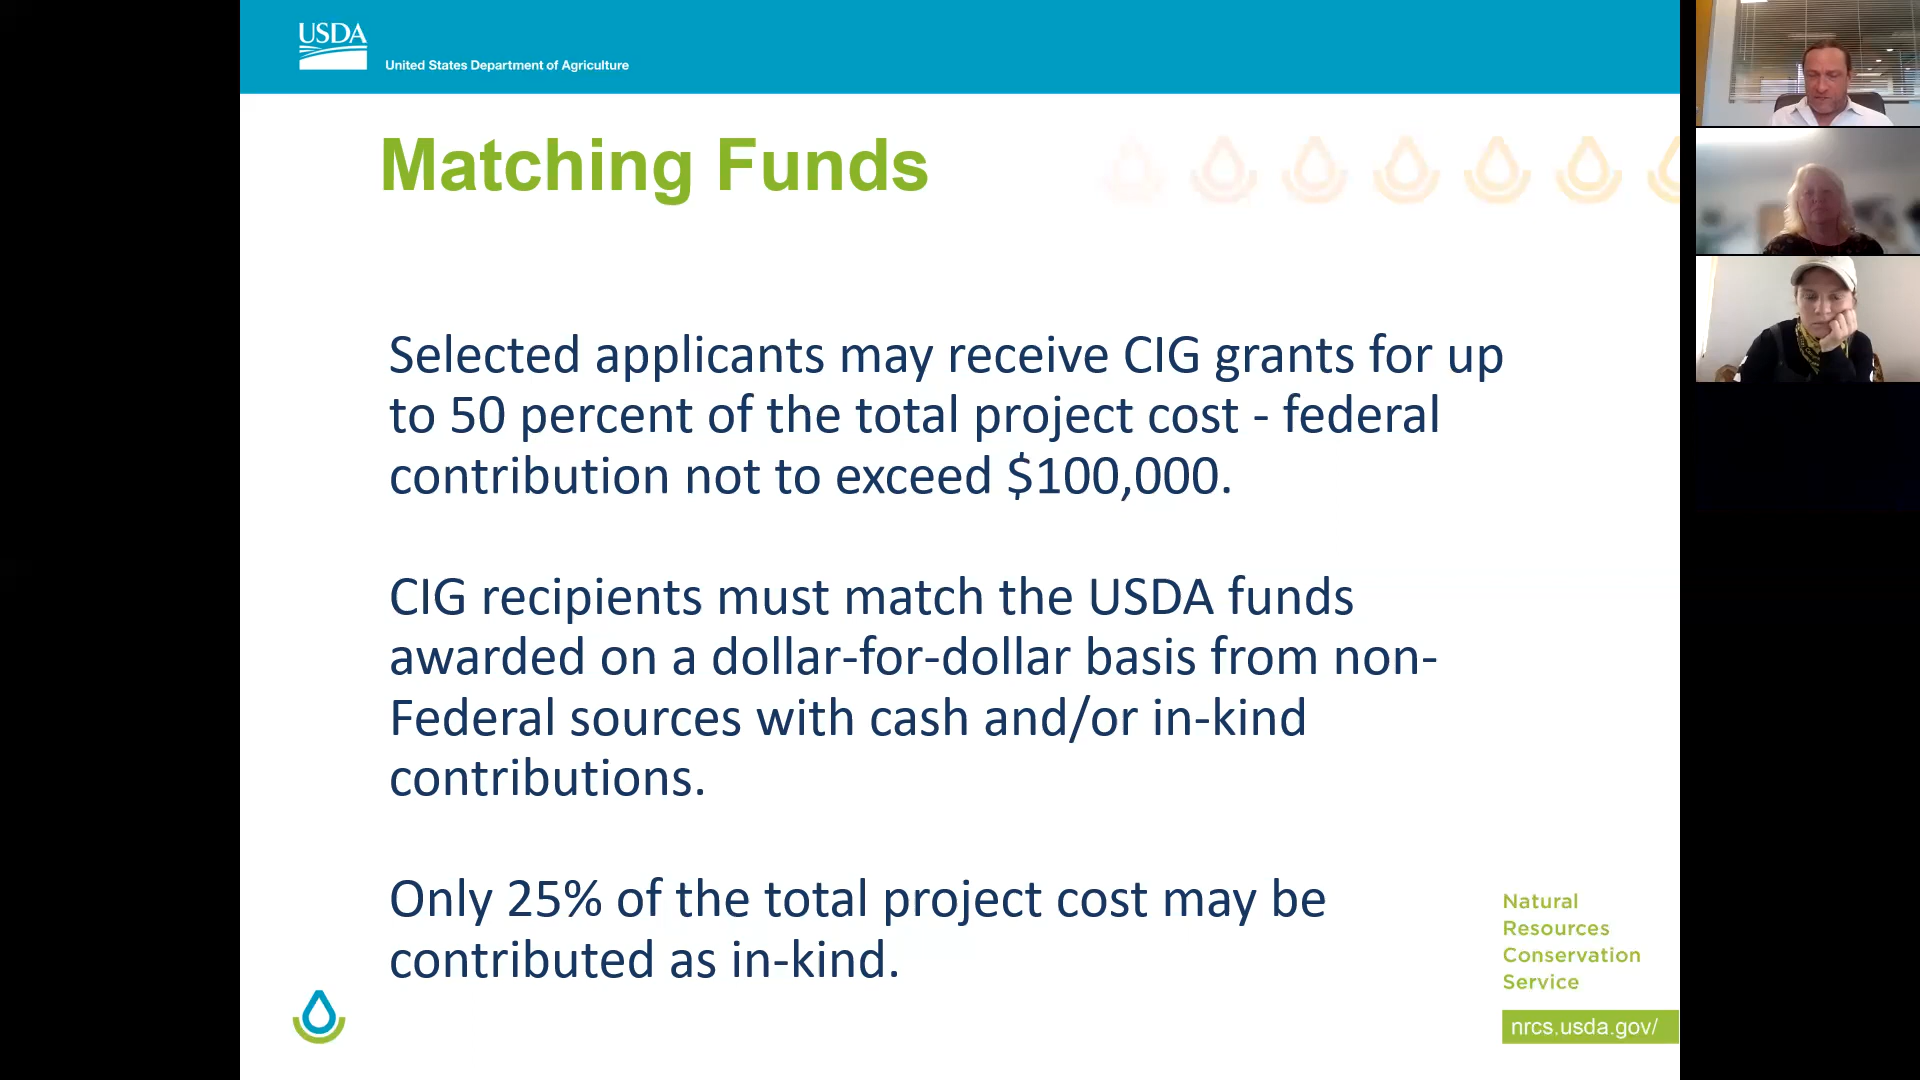 USDA
United States Department of Agriculture
Matching Funds
Selected applicants may receive CIG grants for up
to 50 percent of the total project cost - federal
contribution not to exceed $100,000.
CIG recipients must match the USDA funds
awarded on a dollar-for-dollar basis from non-
Federal sources with cash and/or in-kind
contributions.
Only 25% of the total project cost may be
contributed as in-kind.
Natural
Resources
Conservation
Service
nrcs.usda.gov/